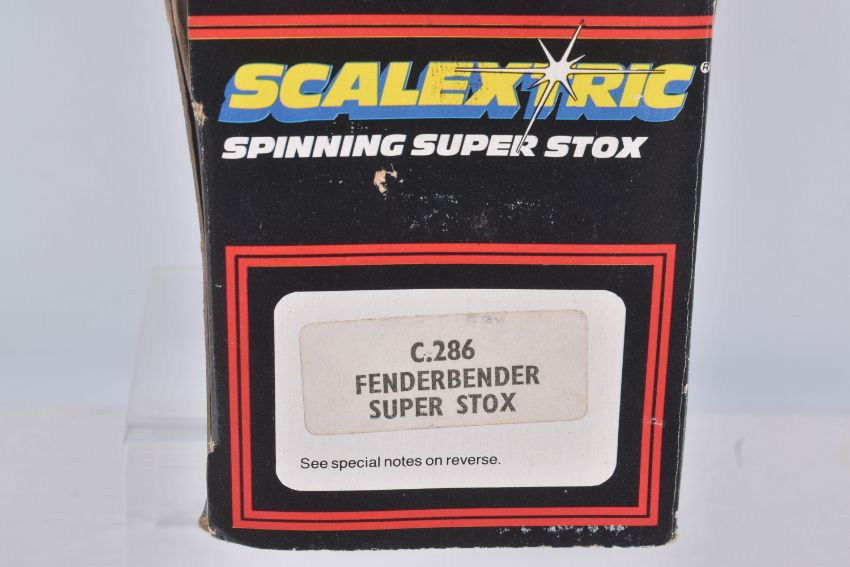 SCALEXTRIC®
SPINNING SUPER STOX
C.286
FENDERBENDER
SUPER STOX
See special notes on reverse.